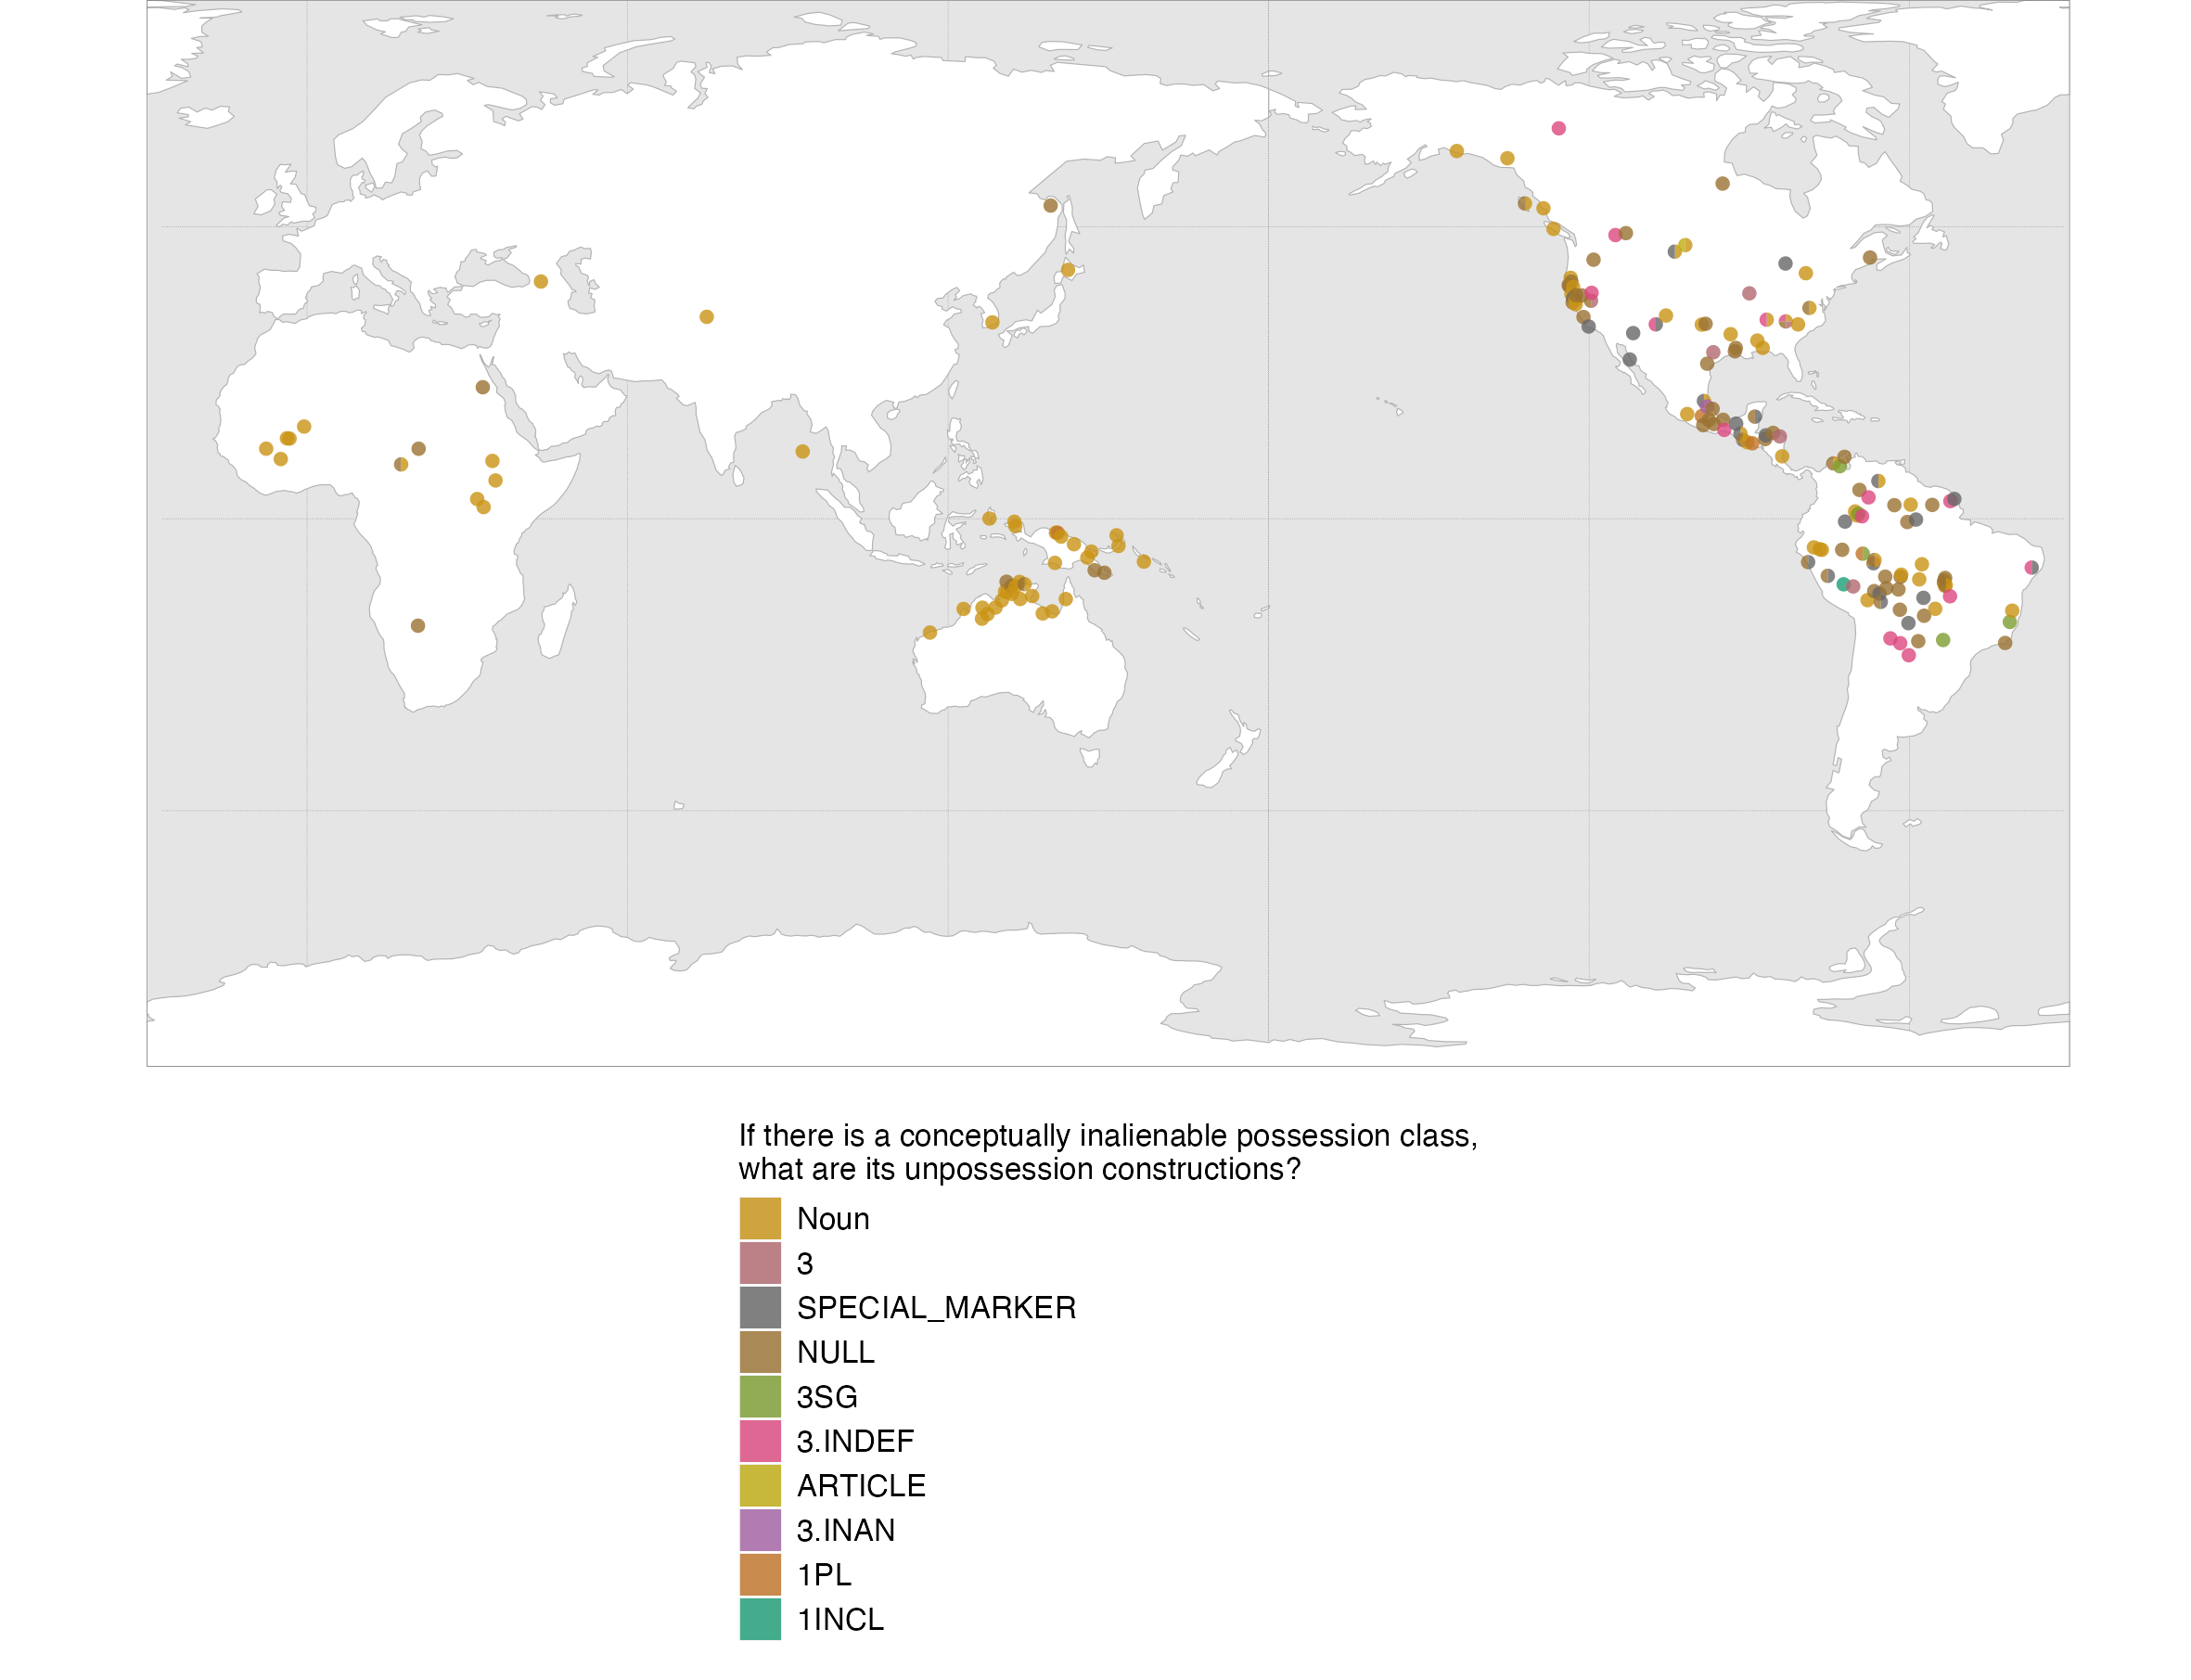 If there is a conceptually inalienable possession class,
what are its unpossession constructions?
Noun
3
SPECIAL_MARKER
NULL
3SG
3.INDEF
ARTICLE
3.INAN
1PL
1INCL